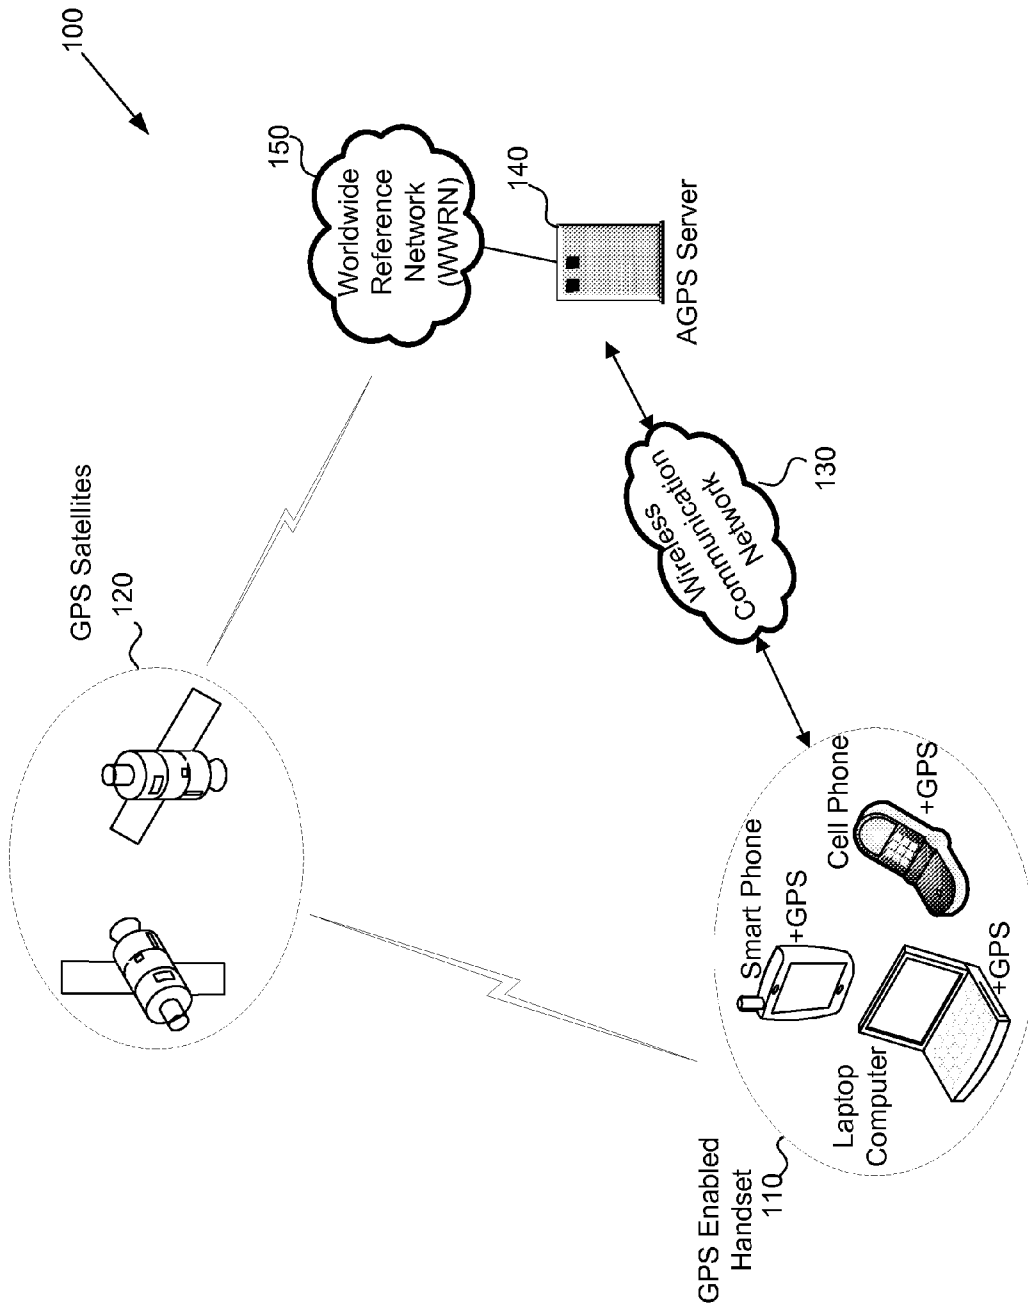 100
GPS Satellites
120
150
Worldwide
Reference
Network
(WWRN)
140
AGPS Server
Wireless
Communication
Network
130
GPS Enabled
Handset
110
Smart Phone
+GPS
Cell Phone
+GPS
Laptop
Computer
+GPS